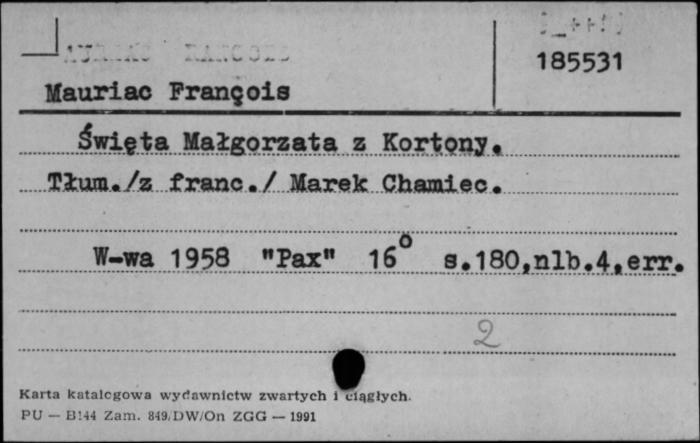 185531
Mauriac François
Święta Małgorzata z Kortony.
Tłum./z franc./ Marek Chamiec.
W-wa 1958 "Pax" 16° s.180,nlb.4,err.
2
Karta katalogowa wydawnictw zwartych i ciągłych.
PU — B144 Zam. 849/DW/On ZGG — 1991